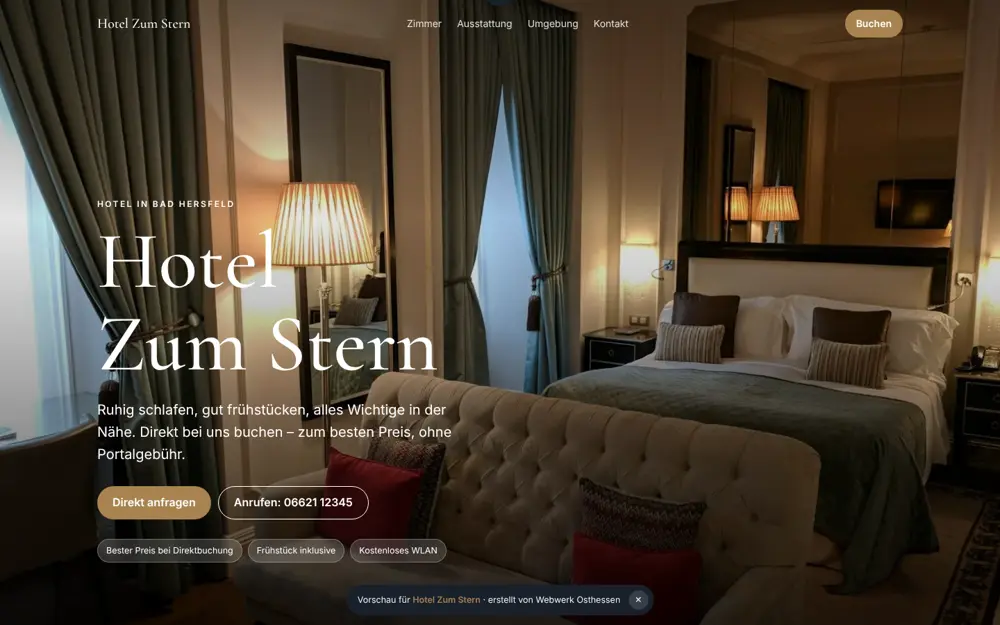 Hotel Zum Stern
Zimmer Ausstattung Umgebung Kontakt
Buchen
HOTEL IN BAD HERSFELD
Hotel
Zum Stern
Ruhig schlafen, gut frühstücken, alles Wichtige in der
Nähe. Direkt bei uns buchen – zum besten Preis, ohne
Portalgebühr.
Direkt anfragen
Anrufen: 06621 12345
Bester Preis bei Direktbuchung
Frühstück inklusive
Kostenloses WLAN
Vorschau für Hotel Zum Stern · erstellt von Webwerk Osthessen